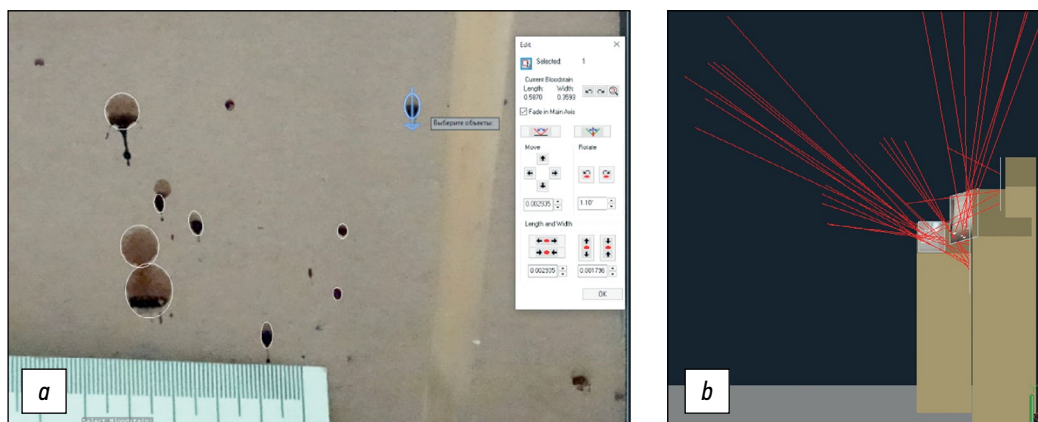 Edit
Selected: 1
Current Bloodstain
Length: Width:
0.5870 0.3593
Fade in Main Axis
Выберите объекты:
Move Rotate
0.002935 1.10°
Length and Width
0.002935 0.001796
OK
a
b